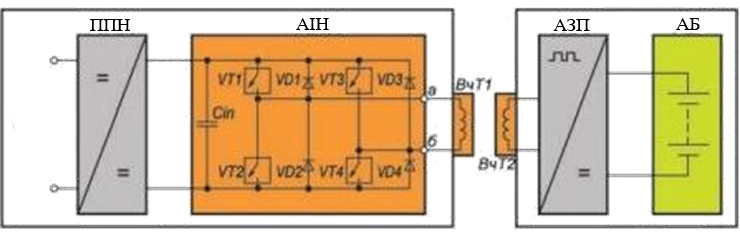 ППН
АІН
АЗП
АБ
VT1
VD1
VT3
VD3
Cin
VT2
VD2
VT4
VD4
а
б
ВчТ1
ВчТ2